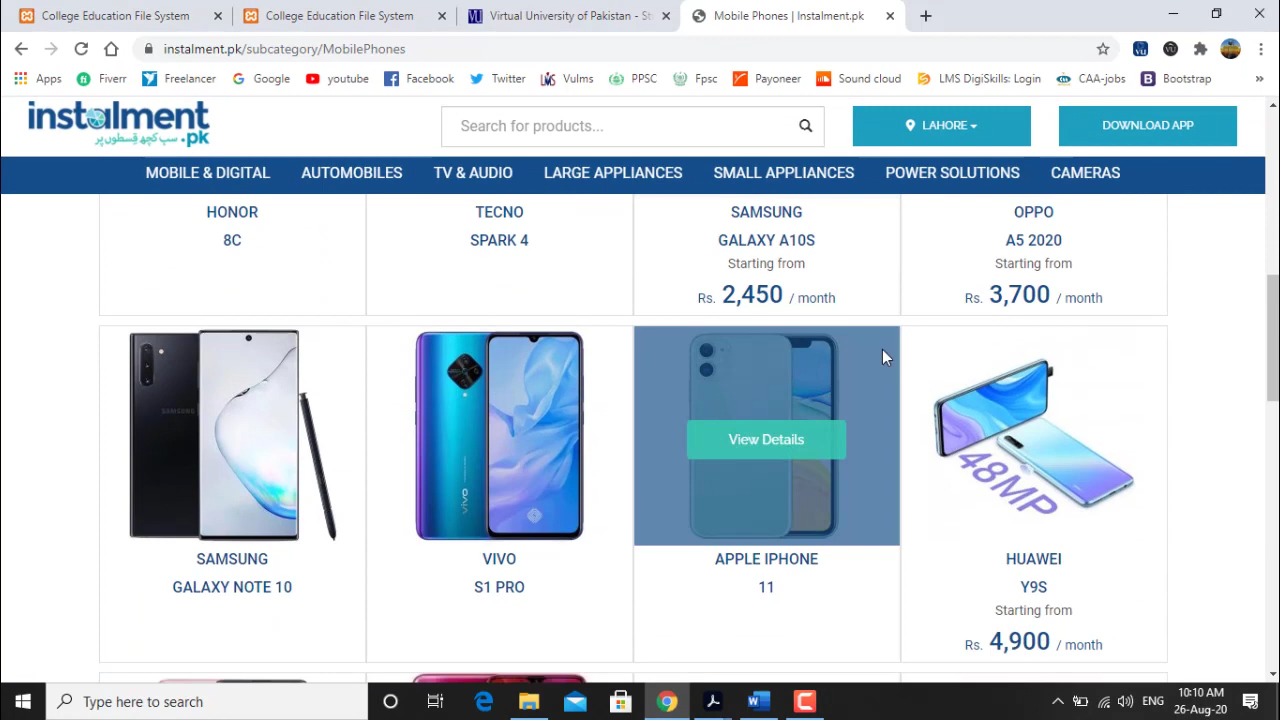 College Education File System
College Education File System
Virtual University of Pakistan - St
Mobile Phones | Instalment.pk
instalment.pk/subcategory/MobilePhones
Apps
Fiverr
Freelancer
Google
youtube
Facebook
Twitter
Vulms
PPSC
Fpsc
Payoneer
Sound cloud
LMS DigiSkills: Login
CAA-jobs
Bootstrap
instalment
.pk سب کچھ قسطوں پر
Search for products...
LAHORE
DOWNLOAD APP
MOBILE & DIGITAL
AUTOMOBILES
TV & AUDIO
LARGE APPLIANCES
SMALL APPLIANCES
POWER SOLUTIONS
CAMERAS
HONOR
8C
TECNO
SPARK 4
SAMSUNG
GALAXY A10S
Starting from
Rs. 2,450 / month
OPPO
A5 2020
Starting from
Rs. 3,700 / month
SAMSUNG
SAMSUNG
GALAXY NOTE 10
vivo
VIVO
S1 PRO
View Details
APPLE IPHONE
11
48MP
HUAWEI
Y9S
Starting from
Rs. 4,900 / month
Type here to search
ENG
10:10 AM
26-Aug-20